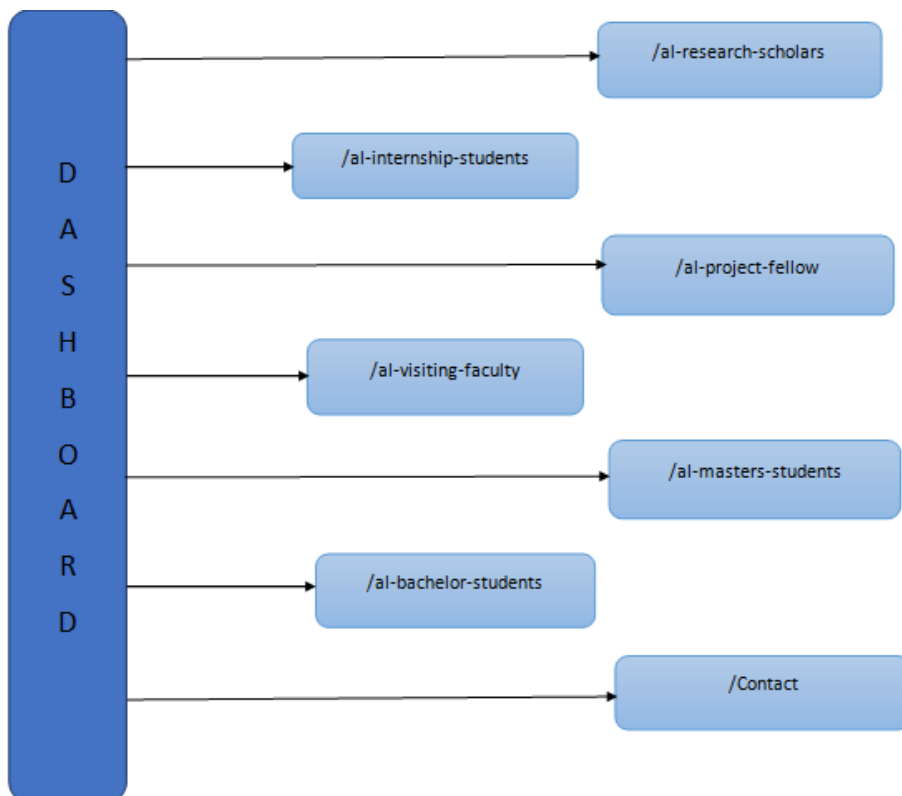 D
A
S
H
B
O
A
R
D
/al-research-scholars
/al-internship-students
/al-project-fellow
/al-visiting-faculty
/al-masters-students
/al-bachelor-students
/Contact